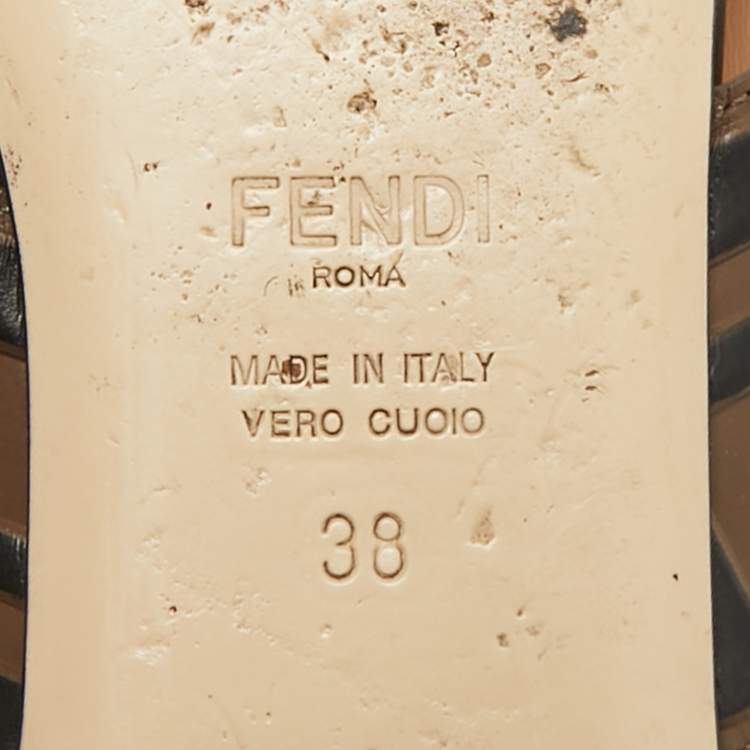 FENDI
ROMA
MADE IN ITALY
VERO CUOIO
38